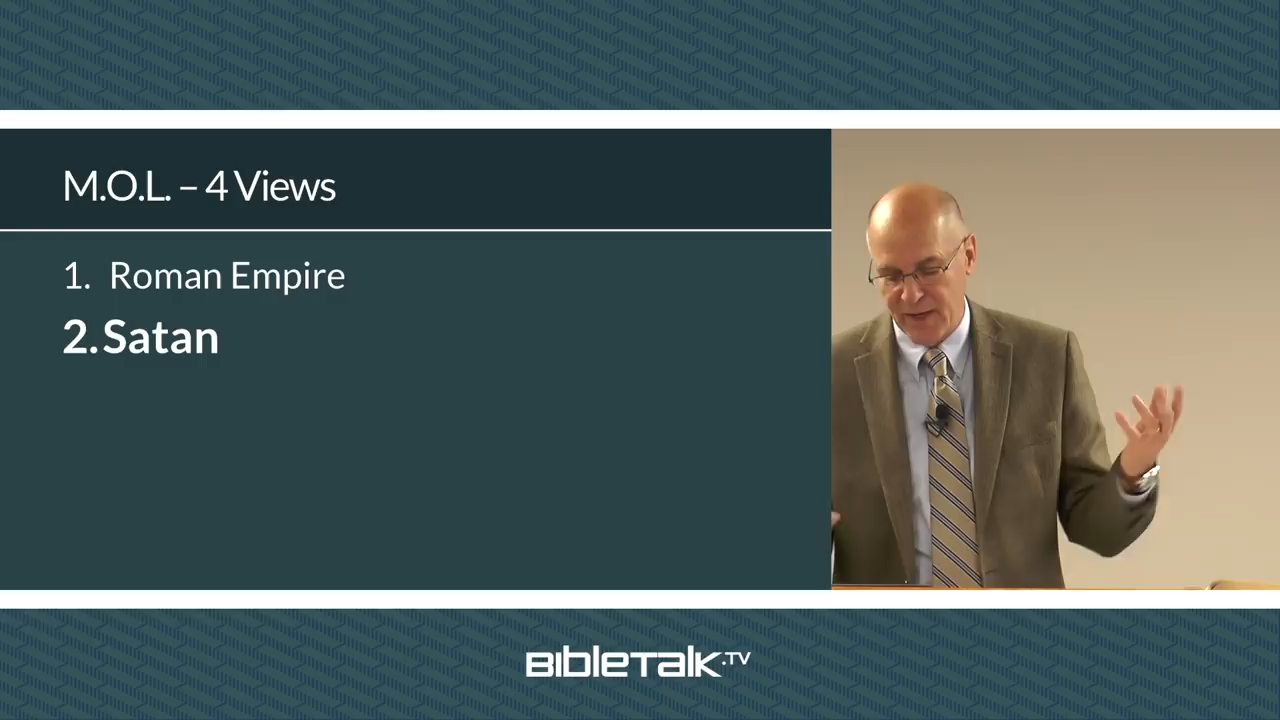 M.O.L. – 4 Views
1. Roman Empire
2. Satan
BIBLETALK.TV